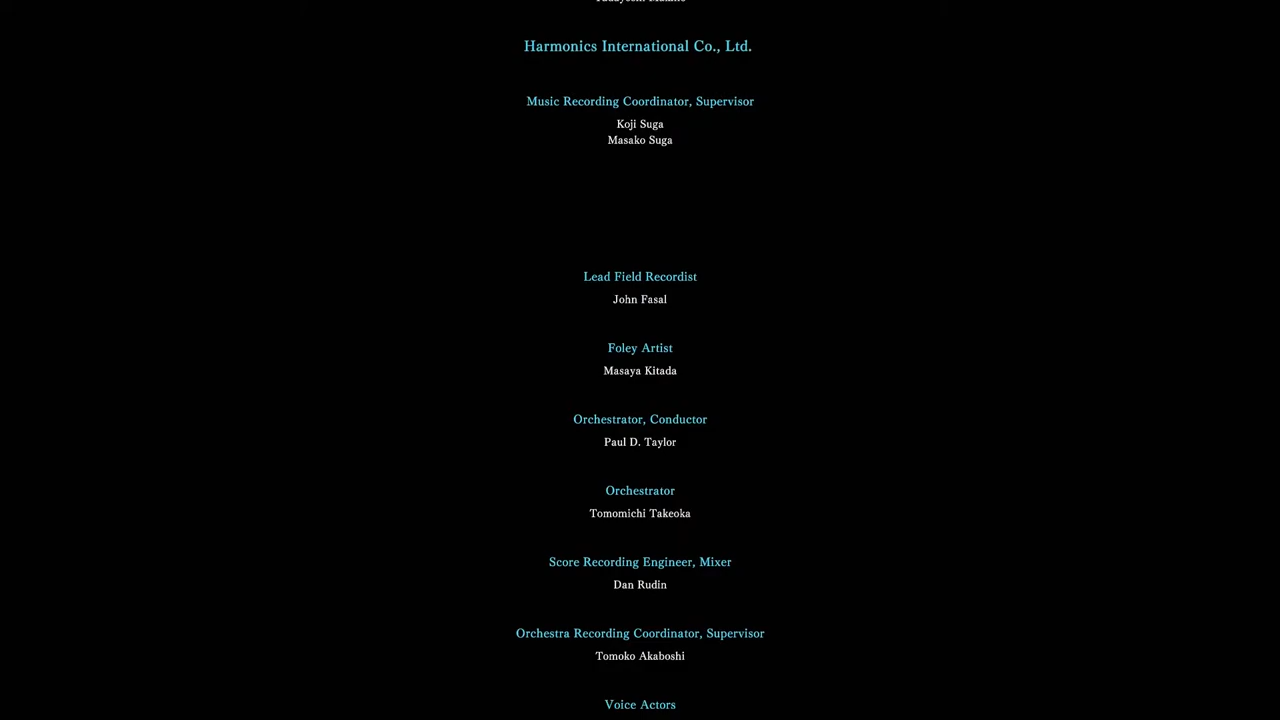 Harmonics International Co., Ltd.
Music Recording Coordinator, Supervisor
Koji Suga
Masako Suga
Lead Field Recordist
John Fasal
Foley Artist
Masaya Kitada
Orchestrator, Conductor
Paul D. Taylor
Orchestrator
Tomomichi Takeoka
Score Recording Engineer, Mixer
Dan Rudin
Orchestra Recording Coordinator, Supervisor
Tomoko Akaboshi
Voice Actors